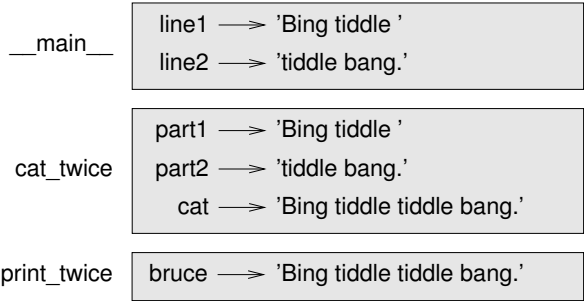 __main__
line1 ⟶ ’Bing tiddle ’
line2 ⟶ ’tiddle bang.’
cat_twice
part1 ⟶ ’Bing tiddle ’
part2 ⟶ ’tiddle bang.’
cat ⟶ ’Bing tiddle tiddle bang.’
print_twice
bruce ⟶ ’Bing tiddle tiddle bang.’